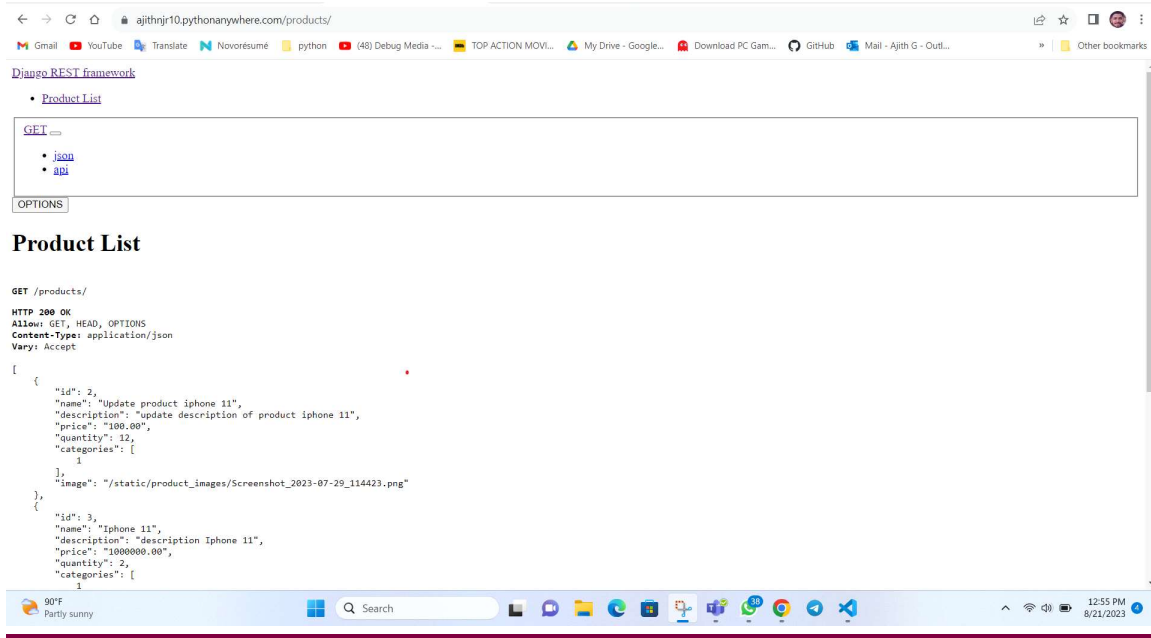 ajithnjr10.pythonanywhere.com/products/
Gmail YouTube Translate Novorésumé python (48) Debug Media -... TOP ACTION MOVI... My Drive - Google... Download PC Gam... GitHub Mail - Ajith G - Outl... » Other bookmarks
Django REST framework
Product List
GET
json
api
OPTIONS
Product List
GET /products/
HTTP 200 OK
Allow: GET, HEAD, OPTIONS
Content-Type: application/json
Vary: Accept
[
{
"id": 2,
"name": "Update product iphone 11",
"description": "update description of product iphone 11",
"price": "100.00",
"quantity": 12,
"categories": [
1
],
"image": "/static/product_images/Screenshot_2023-07-29_114423.png"
},
{
"id": 3,
"name": "Iphone 11",
"description": "description Iphone 11",
"price": "1000000.00",
"quantity": 2,
"categories": [
1
90°F
Partly sunny
Search
38
12:55 PM
8/21/2023
4